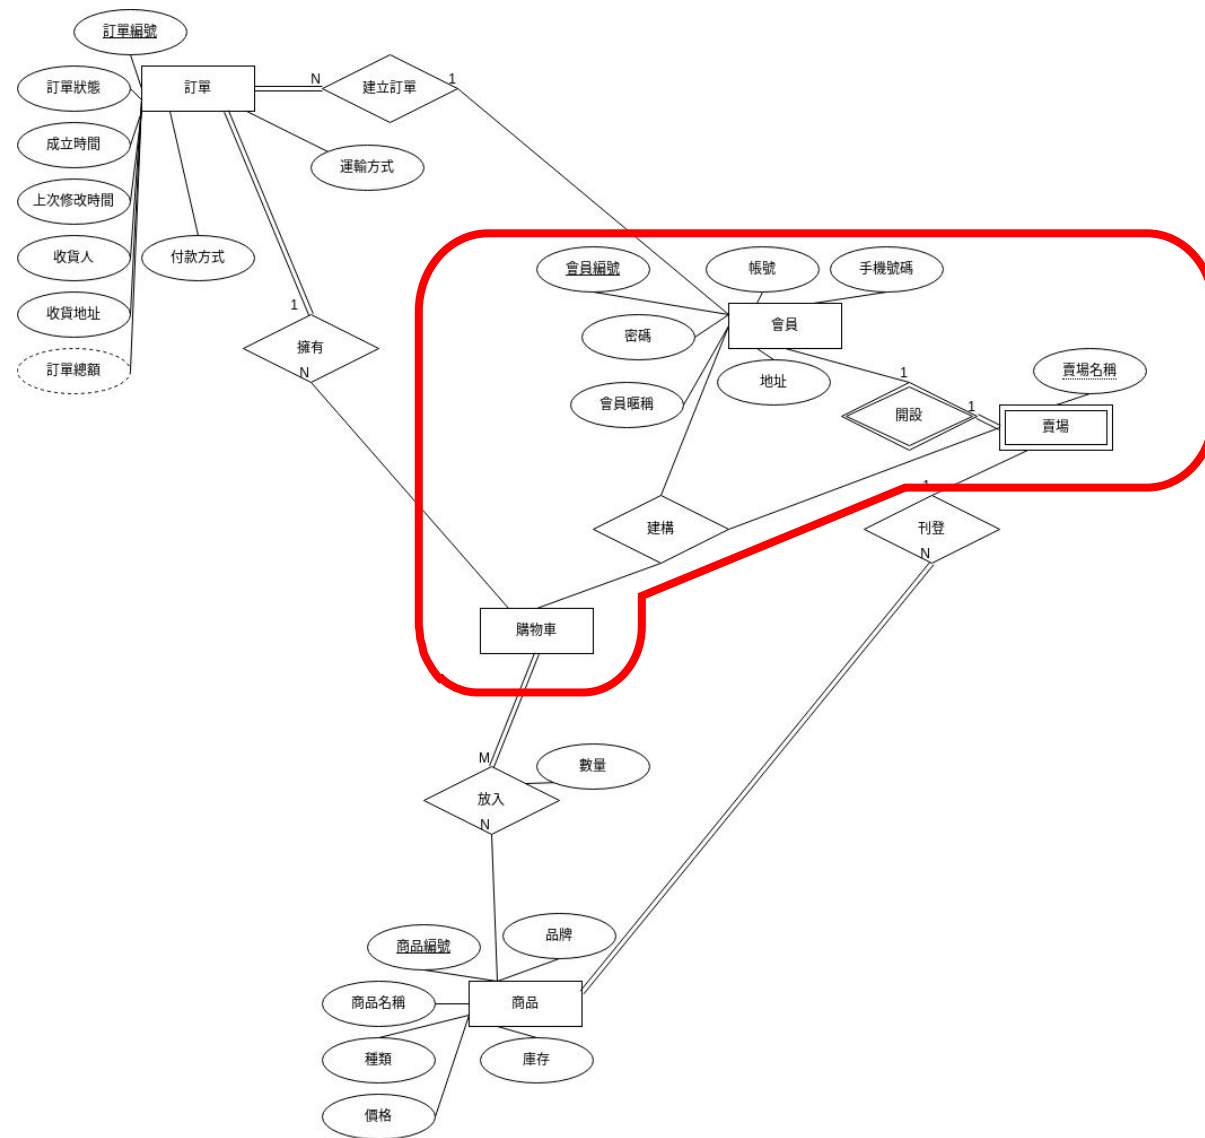 訂單編號
訂單狀態
訂單
N
建立訂單
1
成立時間
運輸方式
上次修改時間
收貨人
付款方式
收貨地址
1
擁有
N
訂單總額
會員編號
帳號
手機號碼
密碼
會員
會員暱稱
地址
1
開設
1
賣場名稱
賣場
建構
1
刊登
N
購物車
M
數量
放入
N
商品編號
品牌
商品名稱
商品
種類
庫存
價格